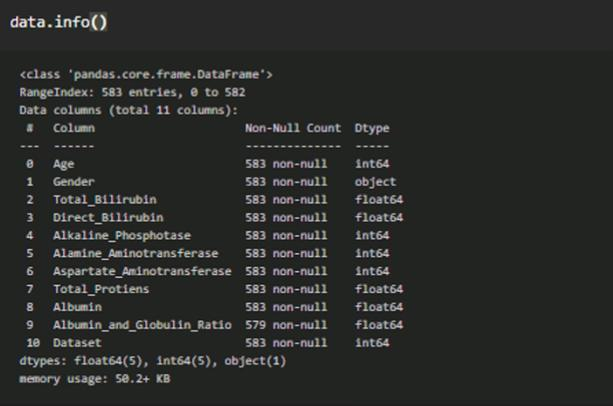 data.info()
<class 'pandas.core.frame.DataFrame'>
RangeIndex: 583 entries, 0 to 582
Data columns (total 11 columns):
 #   Column                      Non-Null Count  Dtype
---  ------                      --------------  -----
 0   Age                         583 non-null    int64
 1   Gender                      583 non-null    object
 2   Total_Bilirubin             583 non-null    float64
 3   Direct_Bilirubin            583 non-null    float64
 4   Alkaline_Phosphotase        583 non-null    int64
 5   Alamine_Aminotransferase    583 non-null    int64
 6   Aspartate_Aminotransferase  583 non-null    int64
 7   Total_Protiens              583 non-null    float64
 8   Albumin                     583 non-null    float64
 9   Albumin_and_Globulin_Ratio  579 non-null    float64
 10  Dataset                     583 non-null    int64
dtypes: float64(5), int64(5), object(1)
memory usage: 50.2+ KB